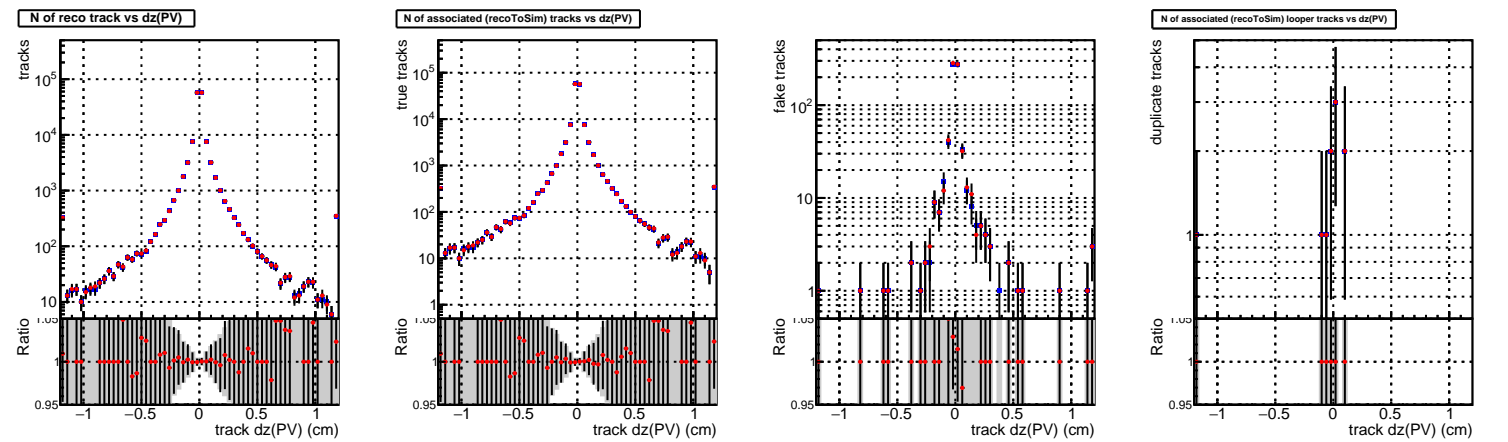 N of reco track vs dz(PV)
tracks
10^5
10^4
10^3
10^2
10
1.05
Ratio
1
0.95
−1 −0.5 0 0.5 1
track dz(PV) (cm)
N of associated (recoToSim) tracks vs dz(PV)
true tracks
10^5
10^4
10^3
10^2
10
1
1.05
Ratio
1
0.95
−1 −0.5 0 0.5 1
track dz(PV) (cm)
fake tracks
10^2
10
1
1.05
Ratio
1
0.95
−1 −0.5 0 0.5 1
track dz(PV) (cm)
N of associated (recoToSim) looper tracks vs dz(PV)
duplicate tracks
1
1.05
Ratio
1
0.95
−1 −0.5 0 0.5 1
track dz(PV) (cm)